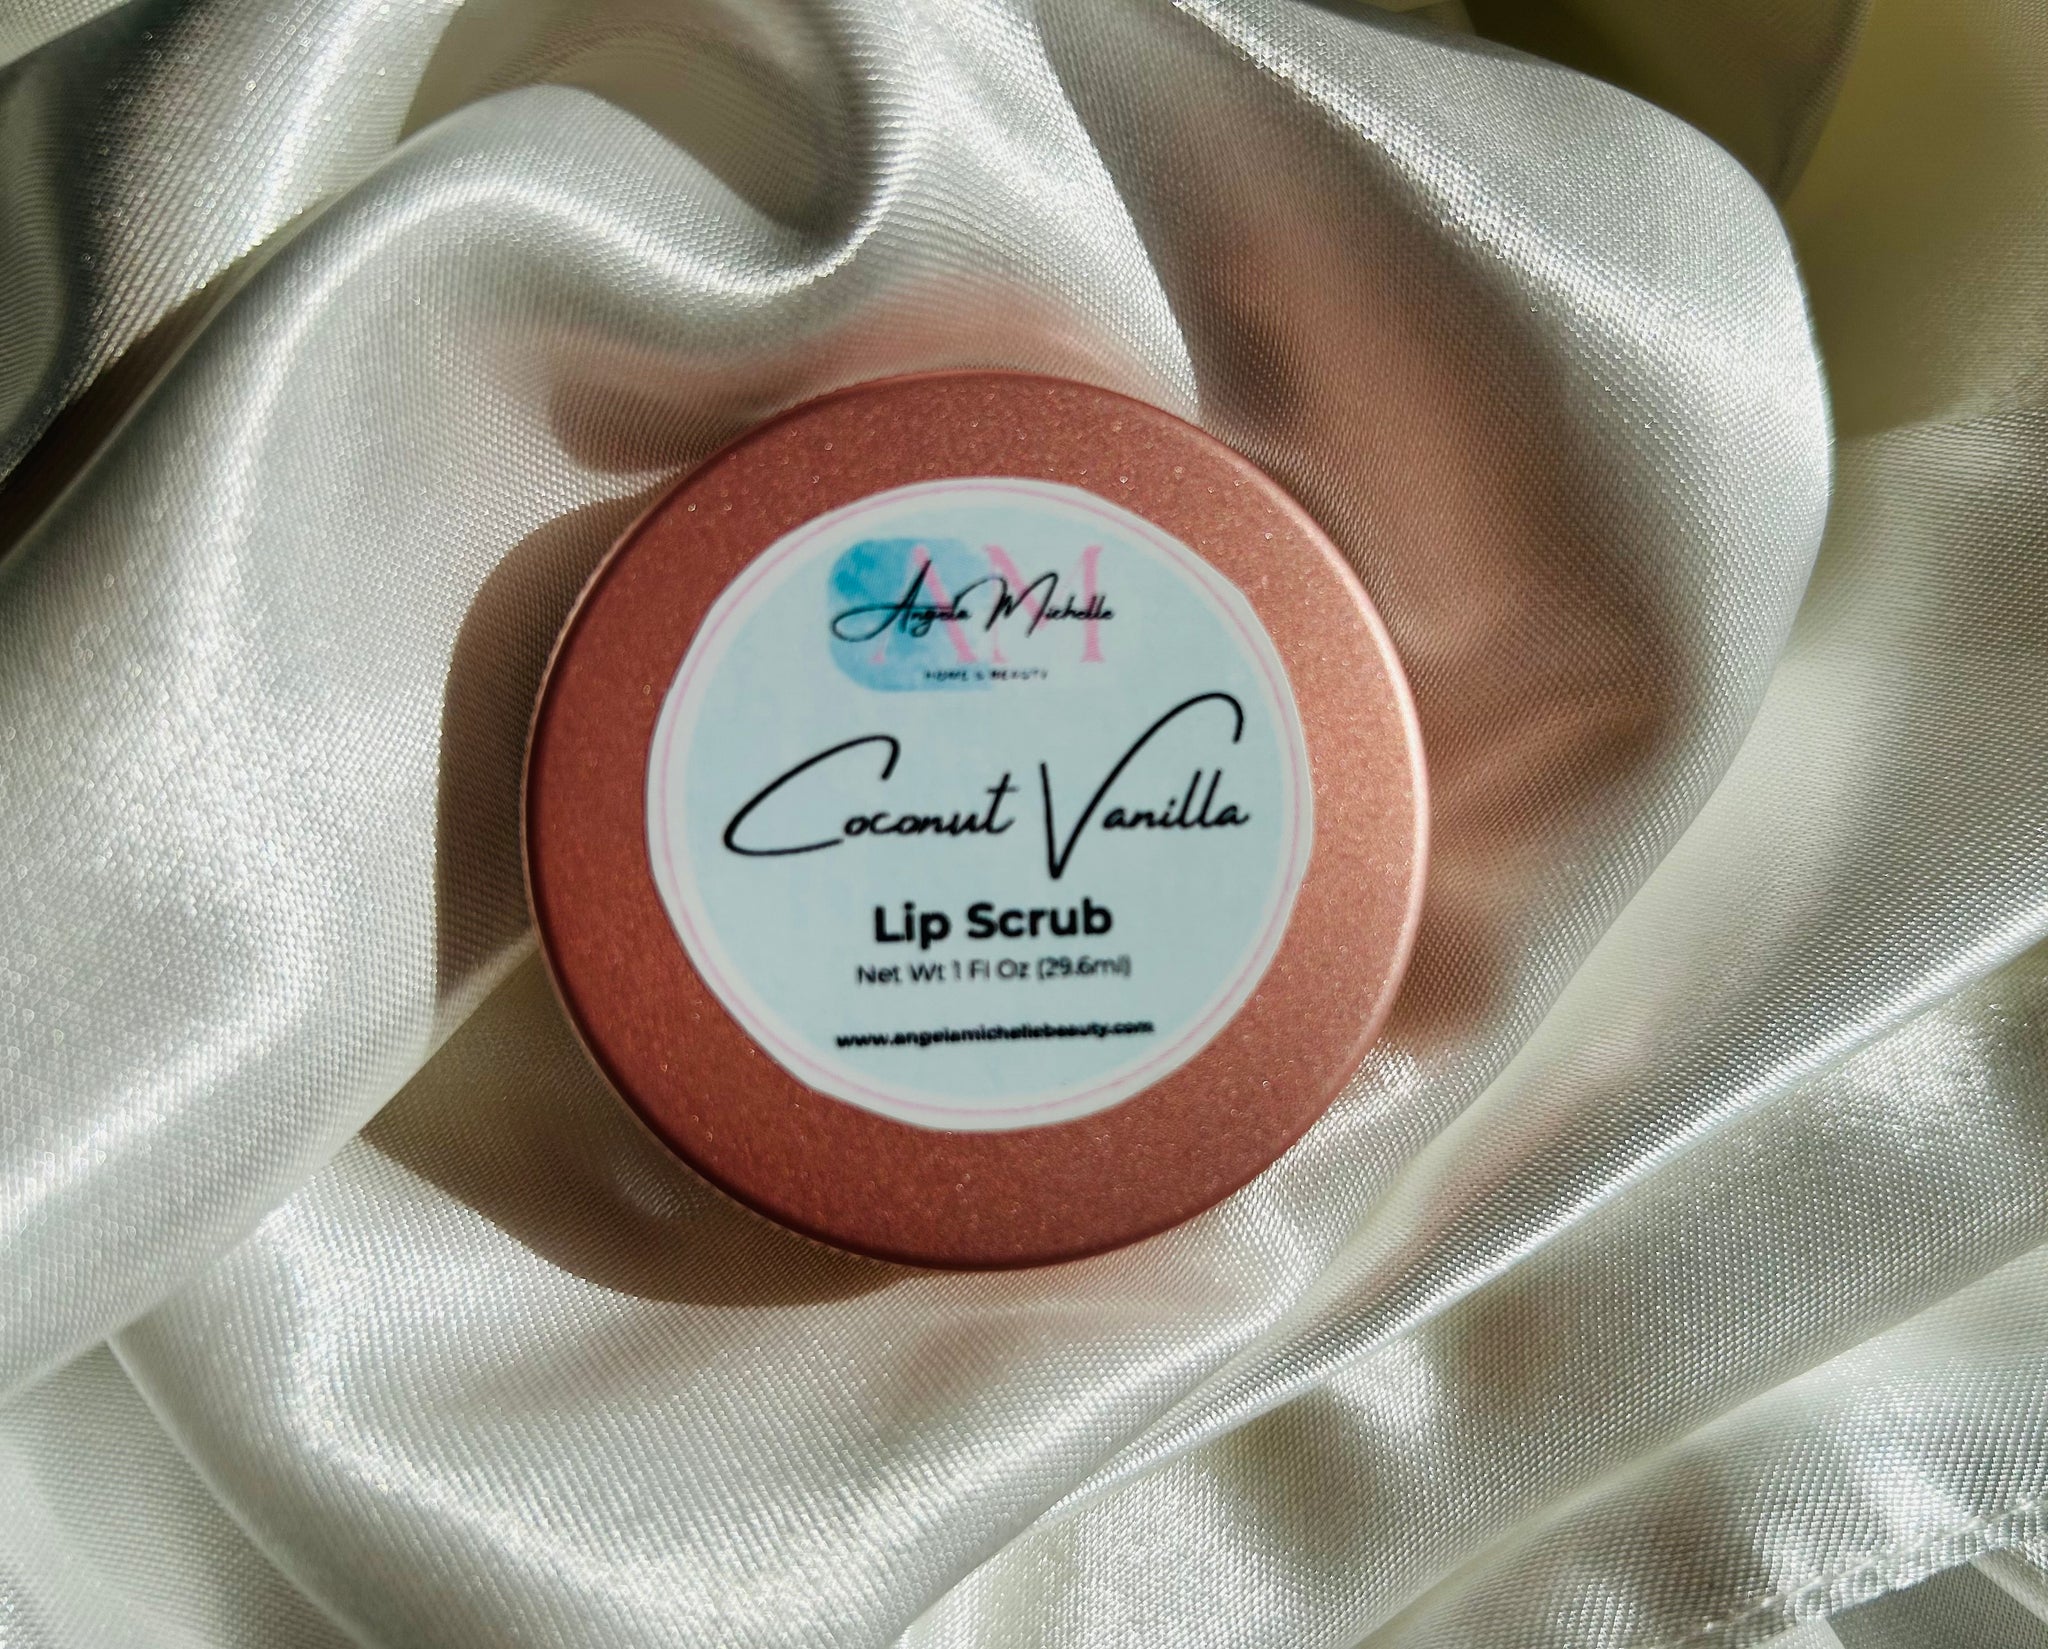 AM
Angela Michelle
HOME & BEAUTY
Coconut Vanilla
Lip Scrub
Net Wt 1 Fl Oz (29.6ml)
www.angelamichellebeauty.com